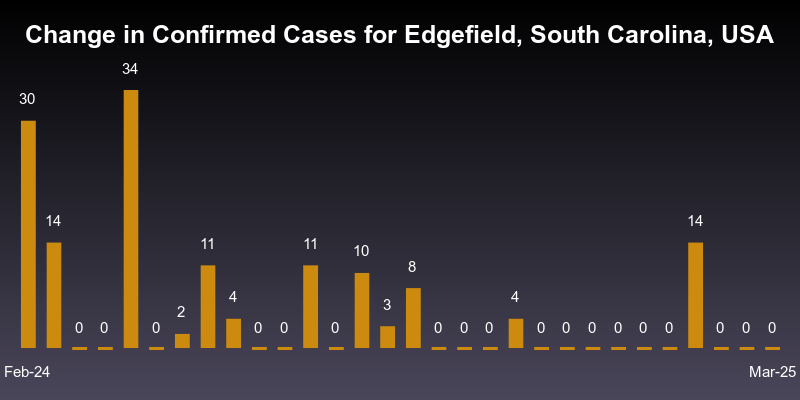 Change in Confirmed Cases for Edgefield, South Carolina, USA
30 14 0 0 34 0 2 11 4 0 0 11 0 10 3 8 0 0 0 4 0 0 0 0 0 0 14 0 0 0
Feb-24 Mar-25